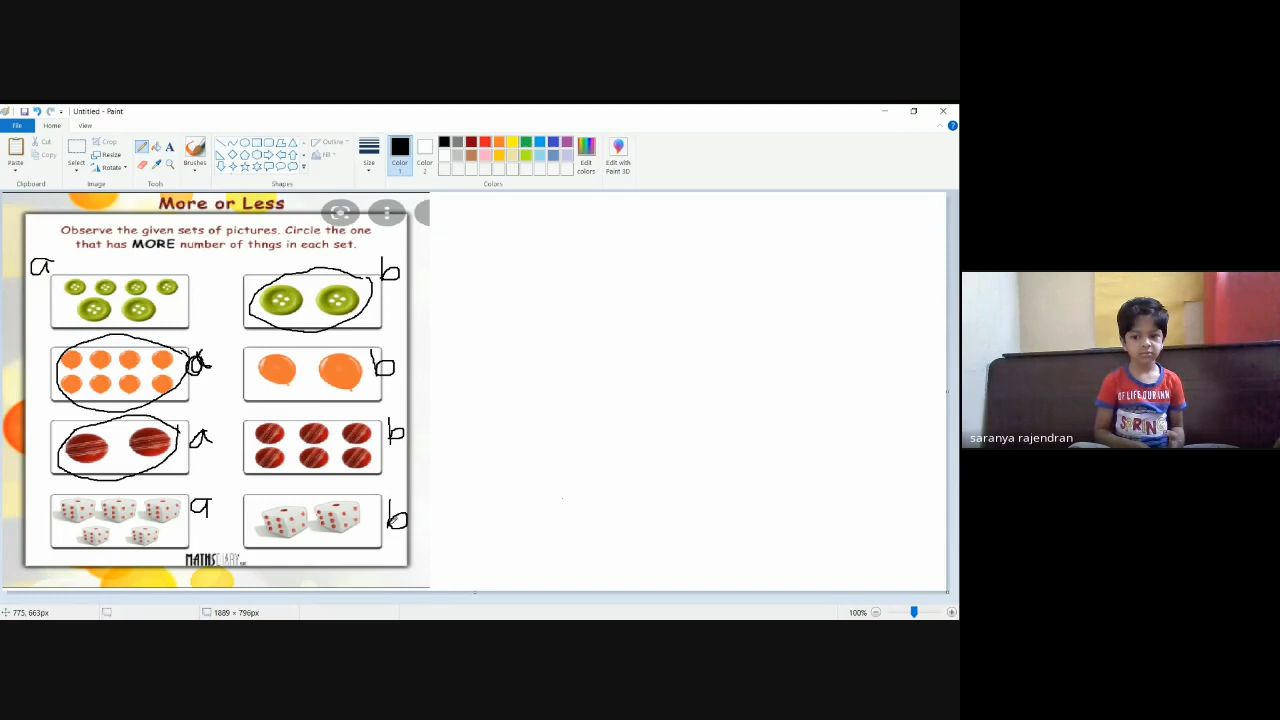 Untitled - Paint
File Home View
Cut
Copy
Paste
Clipboard
Select
Crop
Resize
Rotate
Image
Tools
Brushes
Shapes
Outline
Fill
Size
Color 1
Color 2
Colors
Edit colors
Edit with Paint 3D
More or Less
Observe the given sets of pictures. Circle the one
that has MORE number of thngs in each set.
a b
a b
a b
a b
MATHSDIARY
OF LIFE OUR INN
saranya rajendran
775, 663px 1889 × 796px 100%